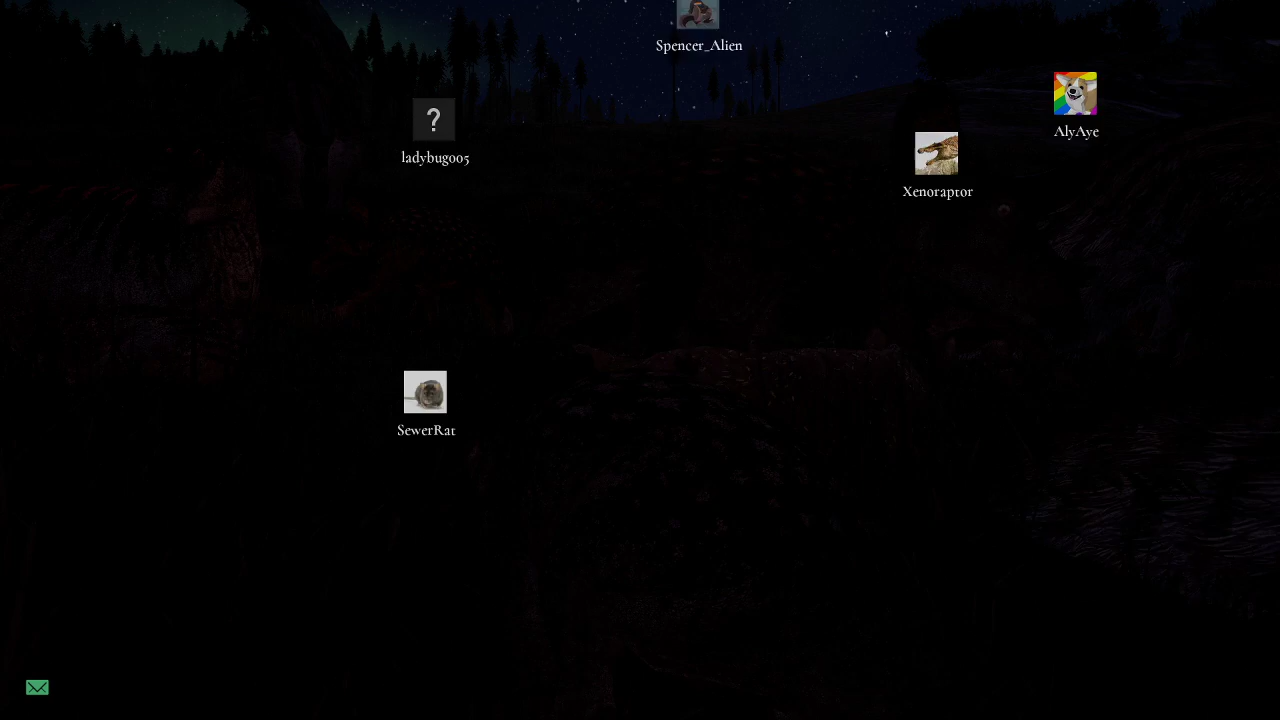 Spencer_Alien
AlyAye
ladybug005
Xenoraptor
SewerRat